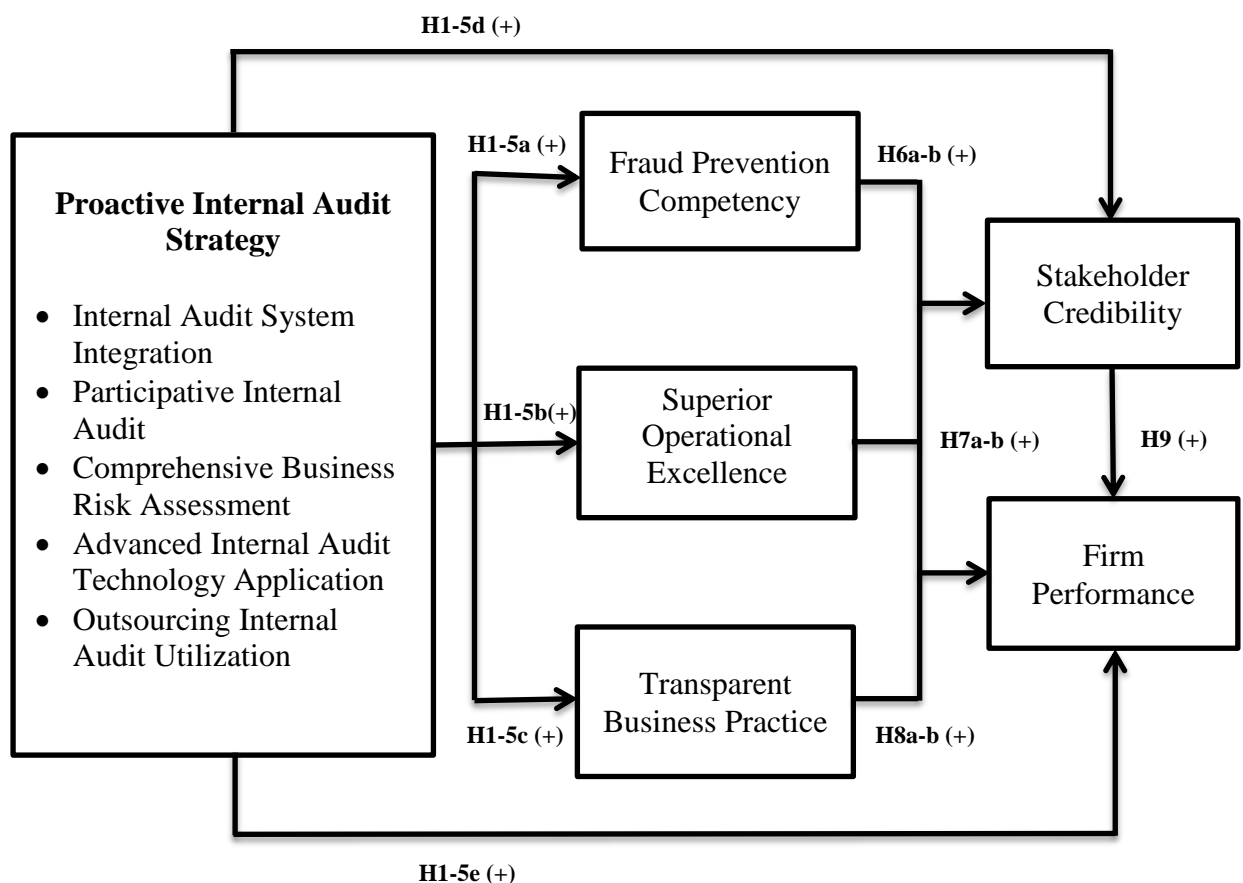 H1-5d (+)
Proactive Internal Audit
Strategy
• Internal Audit System
Integration
• Participative Internal
Audit
• Comprehensive Business
Risk Assessment
• Advanced Internal Audit
Technology Application
• Outsourcing Internal
Audit Utilization
H1-5a (+)
Fraud Prevention
Competency
H6a-b (+)
H1-5b(+)
Superior
Operational
Excellence
H7a-b (+)
H1-5c (+)
Transparent
Business Practice
H8a-b (+)
Stakeholder
Credibility
H9 (+)
Firm
Performance
H1-5e (+)